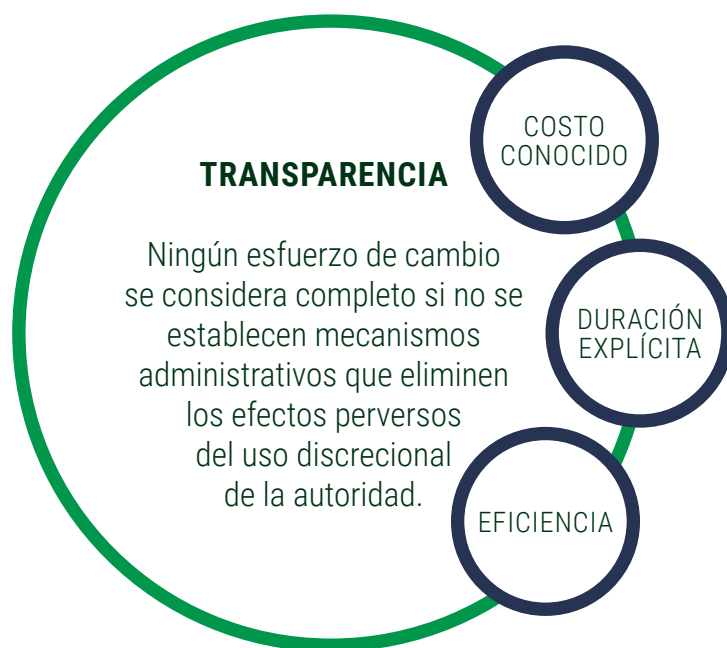 TRANSPARENCIA
Ningún esfuerzo de cambio
se considera completo si no se
establecen mecanismos
administrativos que eliminen
los efectos perversos
del uso discrecional
de la autoridad.
COSTO
CONOCIDO
DURACIÓN
EXPLÍCITA
EFICIENCIA